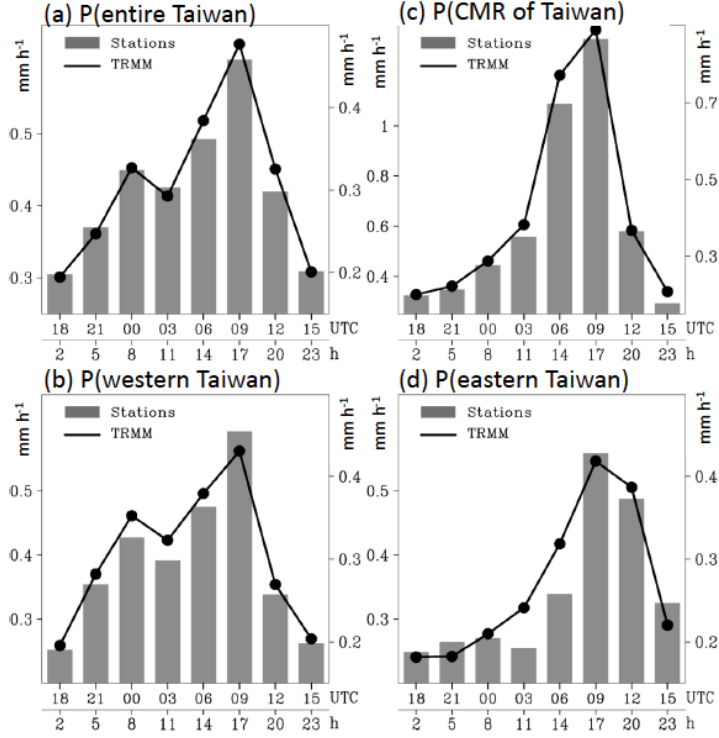 (a) P(entire Taiwan)
mm h⁻¹
Stations
TRMM
mm h⁻¹
0.5
0.4
0.3
0.4
0.3
0.2
18 21 00 03 06 09 12 15 UTC
2 5 8 11 14 17 20 23 h
(c) P(CMR of Taiwan)
mm h⁻¹
Stations
TRMM
mm h⁻¹
1
0.8
0.6
0.4
0.7
0.5
0.3
18 21 00 03 06 09 12 15 UTC
2 5 8 11 14 17 20 23 h
(b) P(western Taiwan)
mm h⁻¹
Stations
TRMM
mm h⁻¹
0.5
0.4
0.3
0.4
0.3
0.2
18 21 00 03 06 09 12 15 UTC
2 5 8 11 14 17 20 23 h
(d) P(eastern Taiwan)
mm h⁻¹
Stations
TRMM
mm h⁻¹
0.5
0.4
0.3
0.4
0.3
0.2
18 21 00 03 06 09 12 15 UTC
2 5 8 11 14 17 20 23 h